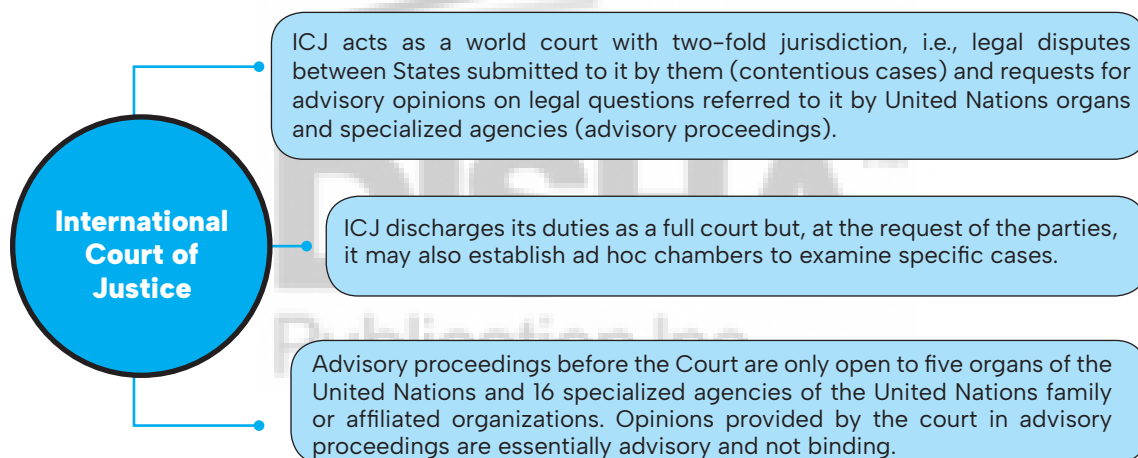 ICJ acts as a world court with two-fold jurisdiction, i.e., legal disputes
between States submitted to it by them (contentious cases) and requests for
advisory opinions on legal questions referred to it by United Nations organs
and specialized agencies (advisory proceedings).
International
Court of
Justice
ICJ discharges its duties as a full court but, at the request of the parties,
it may also establish ad hoc chambers to examine specific cases.
Advisory proceedings before the Court are only open to five organs of the
United Nations and 16 specialized agencies of the United Nations family
or affiliated organizations. Opinions provided by the court in advisory
proceedings are essentially advisory and not binding.
DISHA
Publication Inc